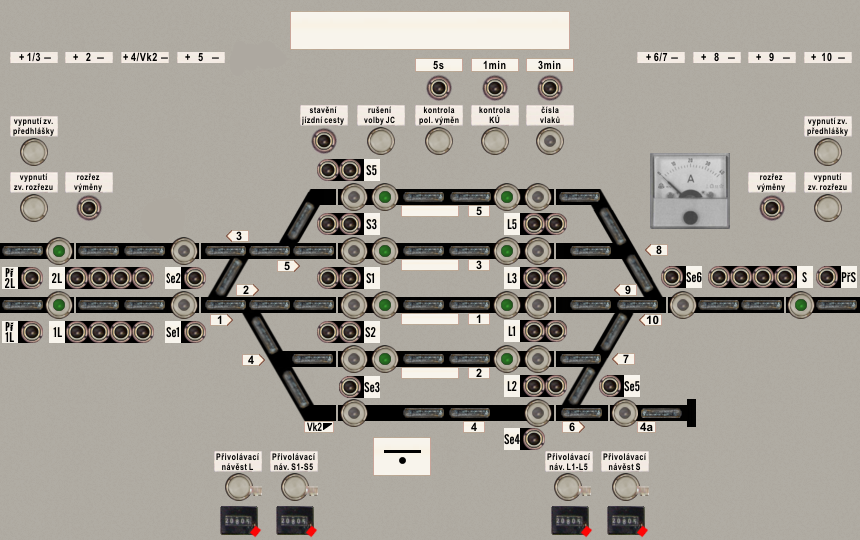 + 1/3 —
+ 2 —
+ 4/Vk2 —
+ 5 —
+ 6/7 —
+ 8 —
+ 9 —
+ 10 —
5s
1min
3min
stavění
jízdní cesty
rušení
volby JC
kontrola
pol. výměn
kontrola
KÚ
čísla
vlaků
vypnutí zv.
předhlášky
vypnutí
zv. rozřezu
rozřez
výměny
vypnutí zv.
předhlášky
rozřez
výměny
vypnutí
zv. rozřezu
A
S5
5
S3
L5
3
8
5
3
Př
2L
2L
Se2
S1
L3
Se6
S
PřS
2
9
1
1
10
Př
1L
1L
Se1
S2
L1
4
7
2
Se3
L2
Se5
Vk2
4
6
4a
Se4
Přivolávací
návěst L
Přivolávací
náv. S1-S5
Přivolávací
náv. L1-L5
Přivolávací
návěst S